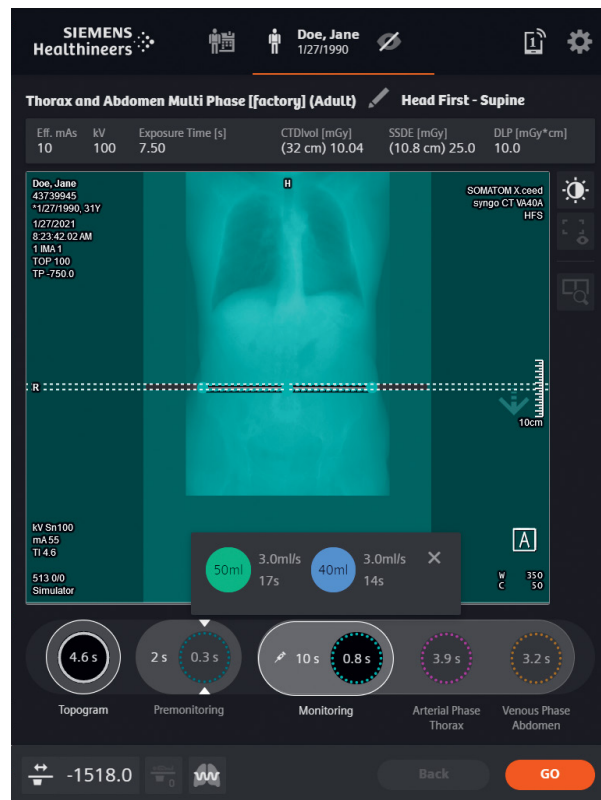 SIEMENS
Healthineers
Doe, Jane
1/27/1990
1
Thorax and Abdomen Multi Phase [factory] (Adult)
Head First - Supine
Eff. mAs kV Exposure Time [s] CTDIvol [mGy] SSDE [mGy] DLP [mGy*cm]
10 100 7.50 (32 cm) 10.04 (10.8 cm) 25.0 10.0
Doe, Jane
43739945
*1/27/1990, 31Y
1/27/2021
8:23:42.02 AM
1 IMA 1
TOP 100
TP -750.0
H
SOMATOM X.ceed
syngo CT VA40A
HFS
R
10cm
kV Sn100
mA 55
TI 4.6
513 0/0
Simulator
A
W 350
C 50
50ml
3.0ml/s
17s
40ml
3.0ml/s
14s
4.6 s
2 s
0.3 s
10 s
0.8 s
3.9 s
3.2 s
Topogram
Premonitoring
Monitoring
Arterial Phase
Thorax
Venous Phase
Abdomen
-1518.0
0
Back
GO